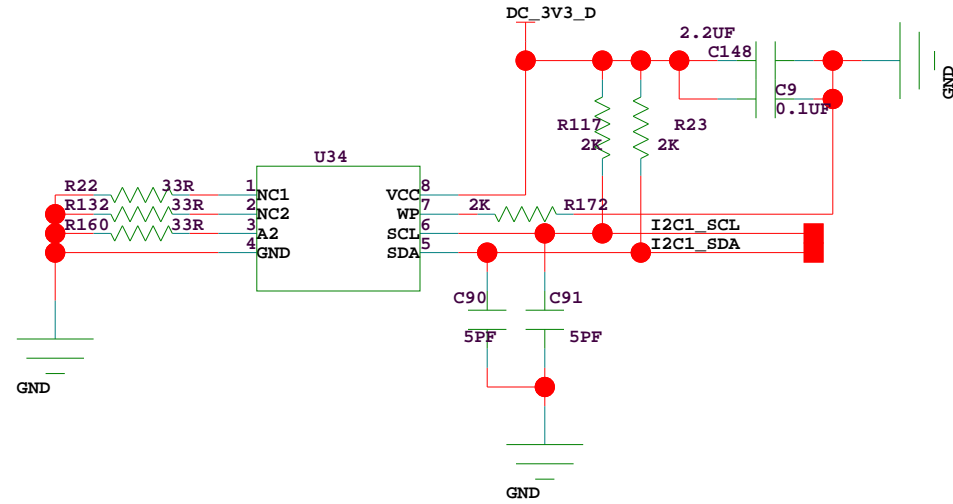 DC_3V3_D
2.2UF
C148
GND
C9
0.1UF
R117
2K
R23
2K
U34
R22 33R 1 NC1 VCC 8
R132 33R 2 NC2 WP 7 2K R172
R160 33R 3 A2 SCL 6 I2C1_SCL
4 GND SDA 5 I2C1_SDA
C90 C91
5PF 5PF
GND
GND